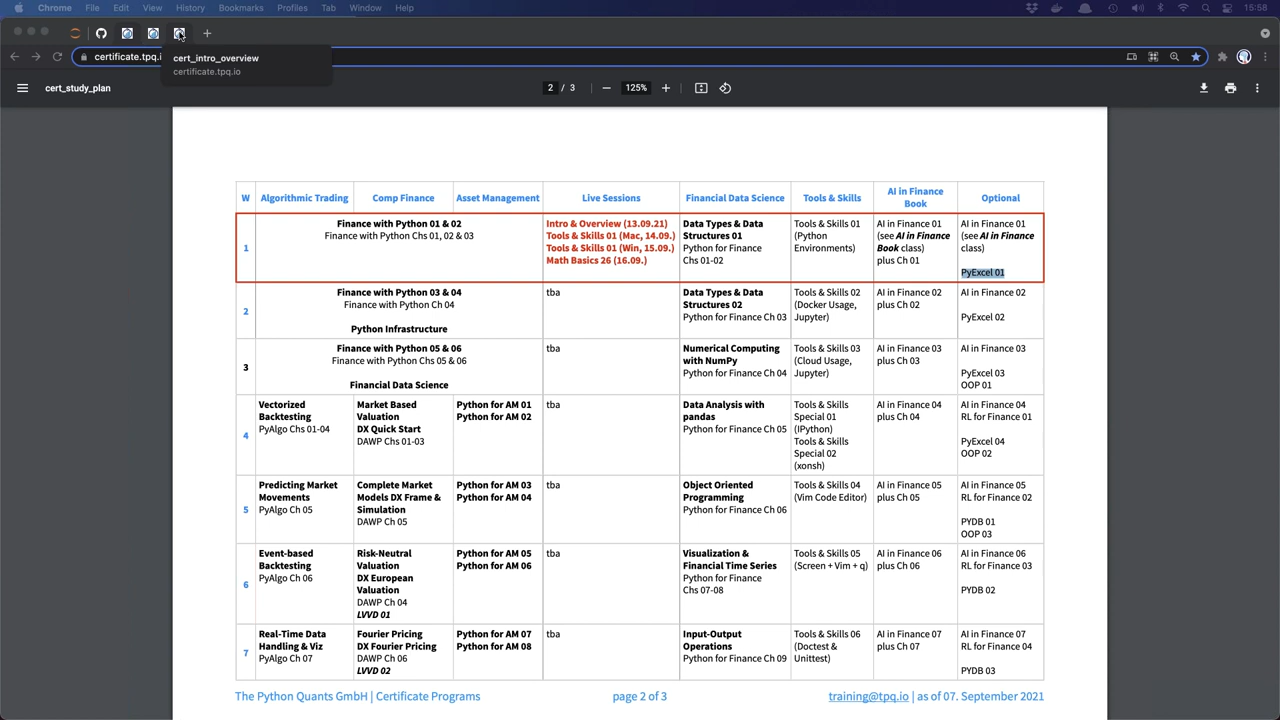 Chrome File Edit View History Bookmarks Profiles Tab Window Help 15:58
certificate.tpq.i
cert_intro_overview
certificate.tpq.io
cert_study_plan 2 / 3 125%
W Algorithmic Trading Comp Finance Asset Management Live Sessions Financial Data Science Tools & Skills AI in Finance Book Optional
1
Finance with Python 01 & 02
Finance with Python Chs 01, 02 & 03
Intro & Overview (13.09.21)
Tools & Skills 01 (Mac, 14.09.)
Tools & Skills 01 (Win, 15.09.)
Math Basics 26 (16.09.)
Data Types & Data
Structures 01
Python for Finance
Chs 01-02
Tools & Skills 01
(Python
Environments)
AI in Finance 01
(see AI in Finance
Book class)
plus Ch 01
AI in Finance 01
(see AI in Finance
class)
PyExcel 01
2
Finance with Python 03 & 04
Finance with Python Ch 04
Python Infrastructure
tba
Data Types & Data
Structures 02
Python for Finance Ch 03
Tools & Skills 02
(Docker Usage,
Jupyter)
AI in Finance 02
plus Ch 02
AI in Finance 02
PyExcel 02
3
Finance with Python 05 & 06
Finance with Python Chs 05 & 06
Financial Data Science
tba
Numerical Computing
with NumPy
Python for Finance Ch 04
Tools & Skills 03
(Cloud Usage,
Jupyter)
AI in Finance 03
plus Ch 03
AI in Finance 03
PyExcel 03
OOP 01
4
Vectorized
Backtesting
PyAlgo Chs 01-04
Market Based
Valuation
DX Quick Start
DAWP Chs 01-03
Python for AM 01
Python for AM 02
tba
Data Analysis with
pandas
Python for Finance Ch 05
Tools & Skills
Special 01
(IPython)
Tools & Skills
Special 02
(xonsh)
AI in Finance 04
plus Ch 04
AI in Finance 04
RL for Finance 01
PyExcel 04
OOP 02
5
Predicting Market
Movements
PyAlgo Ch 05
Complete Market
Models DX Frame &
Simulation
DAWP Ch 05
Python for AM 03
Python for AM 04
tba
Object Oriented
Programming
Python for Finance Ch 06
Tools & Skills 04
(Vim Code Editor)
AI in Finance 05
plus Ch 05
AI in Finance 05
RL for Finance 02
PYDB 01
OOP 03
6
Event-based
Backtesting
PyAlgo Ch 06
Risk-Neutral
Valuation
DX European
Valuation
DAWP Ch 04
LVVD 01
Python for AM 05
Python for AM 06
tba
Visualization &
Financial Time Series
Python for Finance
Chs 07-08
Tools & Skills 05
(Screen + Vim + q)
AI in Finance 06
plus Ch 06
AI in Finance 06
RL for Finance 03
PYDB 02
7
Real-Time Data
Handling & Viz
PyAlgo Ch 07
Fourier Pricing
DX Fourier Pricing
DAWP Ch 06
LVVD 02
Python for AM 07
Python for AM 08
tba
Input-Output
Operations
Python for Finance Ch 09
Tools & Skills 06
(Doctest &
Unittest)
AI in Finance 07
plus Ch 07
AI in Finance 07
RL for Finance 04
PYDB 03
The Python Quants GmbH | Certificate Programs page 2 of 3 training@tpq.io | as of 07. September 2021